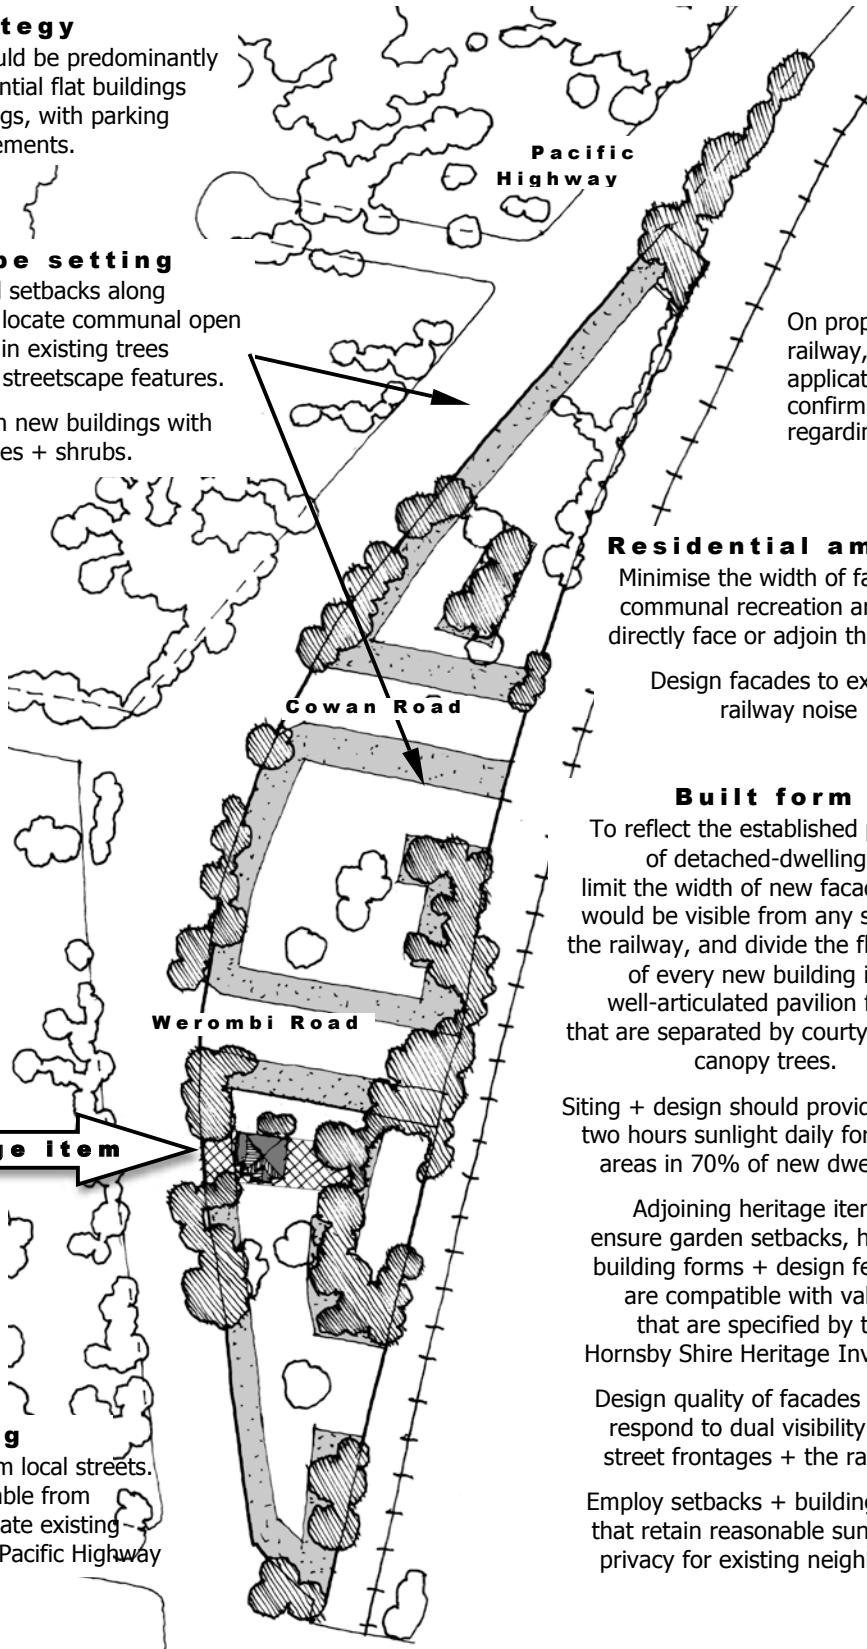 tegy
uld be predominantly
ential flat buildings
gs, with parking
ements.
Pacific
Highway
pe setting
d setbacks along
locate communal open
in existing trees
streetscape features.
n new buildings with
es + shrubs.
On prop
railway,
applicat
confirm
regardin
Residential am
Minimise the width of fa
communal recreation ar
directly face or adjoin th
Design facades to ex
railway noise
Cowan Road
Built form
To reflect the established p
of detached-dwelling
limit the width of new faca
would be visible from any s
the railway, and divide the fl
of every new building i
well-articulated pavilion f
that are separated by courty
canopy trees.
Werombi Road
Siting + design should provid
two hours sunlight daily for
areas in 70% of new dwe
ge item
Adjoining heritage iter
ensure garden setbacks, h
building forms + design fe
are compatible with val
that are specified by t
Hornsby Shire Heritage Inv
Design quality of facades
respond to dual visibility
street frontages + the ra
Employ setbacks + building
that retain reasonable sun
privacy for existing neigh
g
m local streets.
able from
ate existing
Pacific Highway